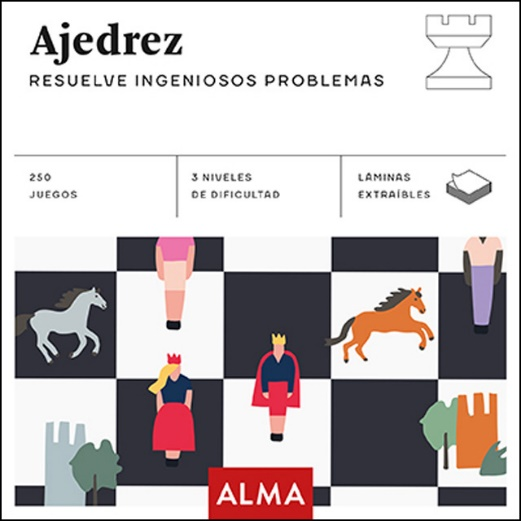 Ajedrez
RESUELVE INGENIOSOS PROBLEMAS
250
JUEGOS
3 NIVELES
DE DIFICULTAD
LÁMINAS
EXTRAÍBLES
ALMA